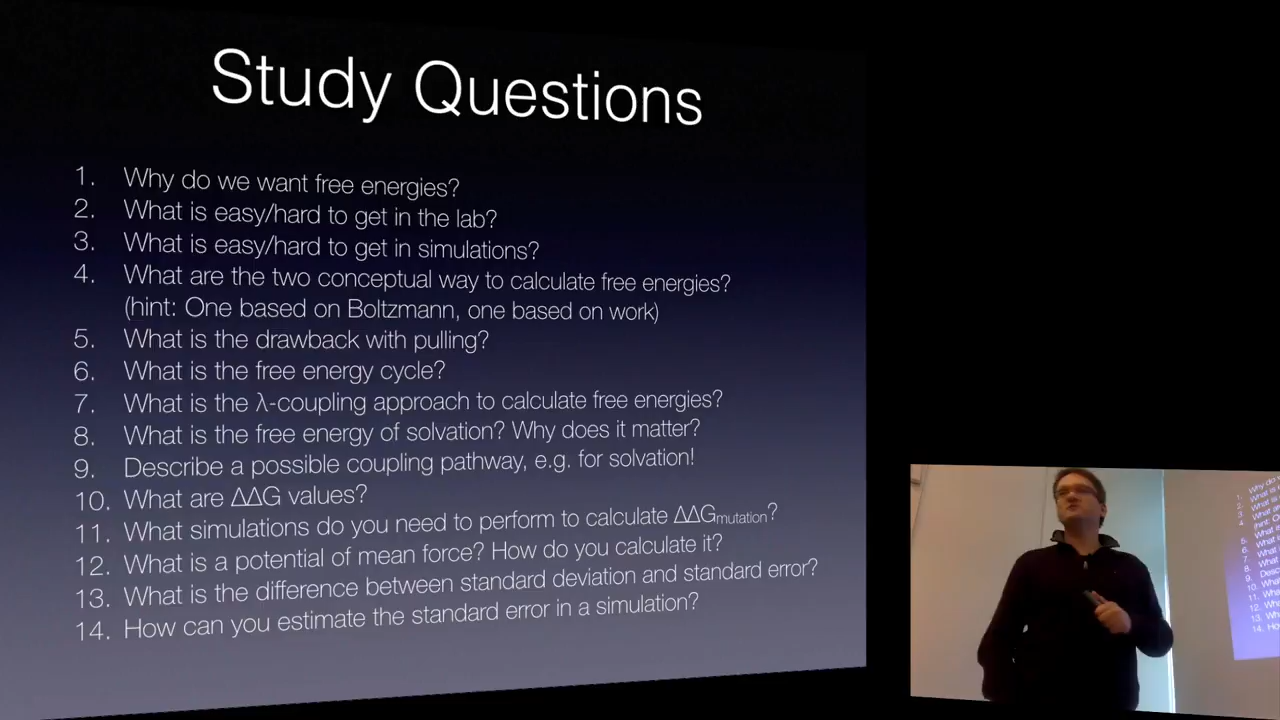 Study Questions
1. Why do we want free energies?
2. What is easy/hard to get in the lab?
3. What is easy/hard to get in simulations?
4. What are the two conceptual way to calculate free energies?
(hint: One based on Boltzmann, one based on work)
5. What is the drawback with pulling?
6. What is the free energy cycle?
7. What is the λ-coupling approach to calculate free energies?
8. What is the free energy of solvation? Why does it matter?
9. Describe a possible coupling pathway, e.g. for solvation!
10. What are ΔΔG values?
11. What simulations do you need to perform to calculate ΔΔGmutation?
12. What is a potential of mean force? How do you calculate it?
13. What is the difference between standard deviation and standard error?
14. How can you estimate the standard error in a simulation?